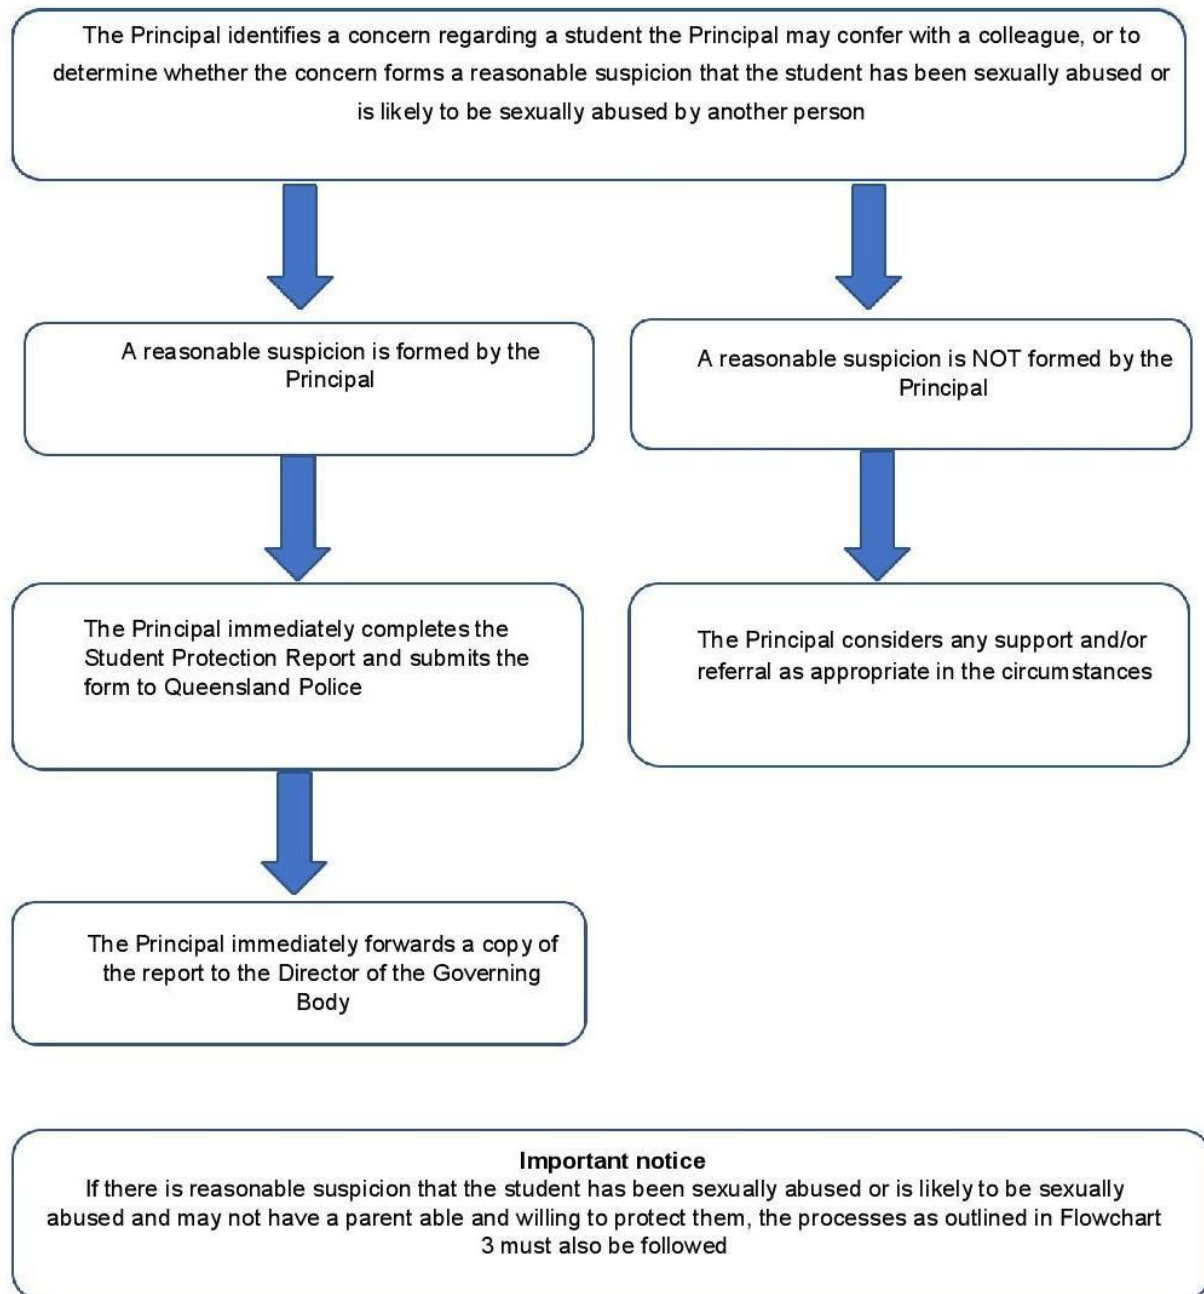 The Principal identifies a concern regarding a student the Principal may confer with a colleague, or to
determine whether the concern forms a reasonable suspicion that the student has been sexually abused or
is likely to be sexually abused by another person
A reasonable suspicion is formed by the
Principal
A reasonable suspicion is NOT formed by the
Principal
The Principal immediately completes the
Student Protection Report and submits the
form to Queensland Police
The Principal considers any support and/or
referral as appropriate in the circumstances
The Principal immediately forwards a copy of
the report to the Director of the Governing
Body
Important notice
If there is reasonable suspicion that the student has been sexually abused or is likely to be sexually
abused and may not have a parent able and willing to protect them, the processes as outlined in Flowchart
3 must also be followed